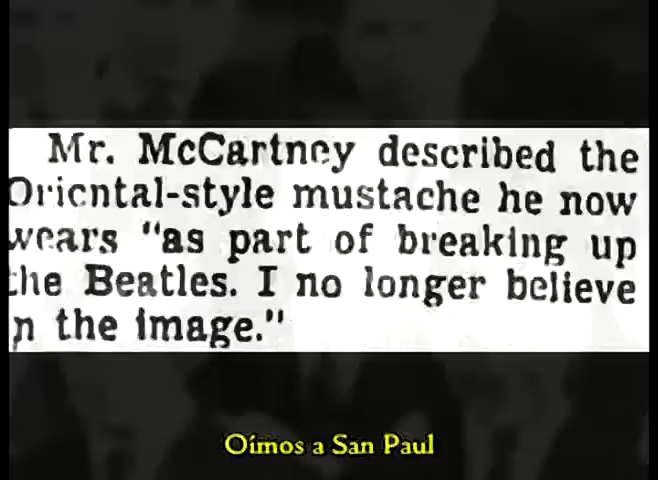 Mr. McCartney described the
Oriental-style mustache he now
wears "as part of breaking up
the Beatles. I no longer believe
n the image."
Oímos a San Paul